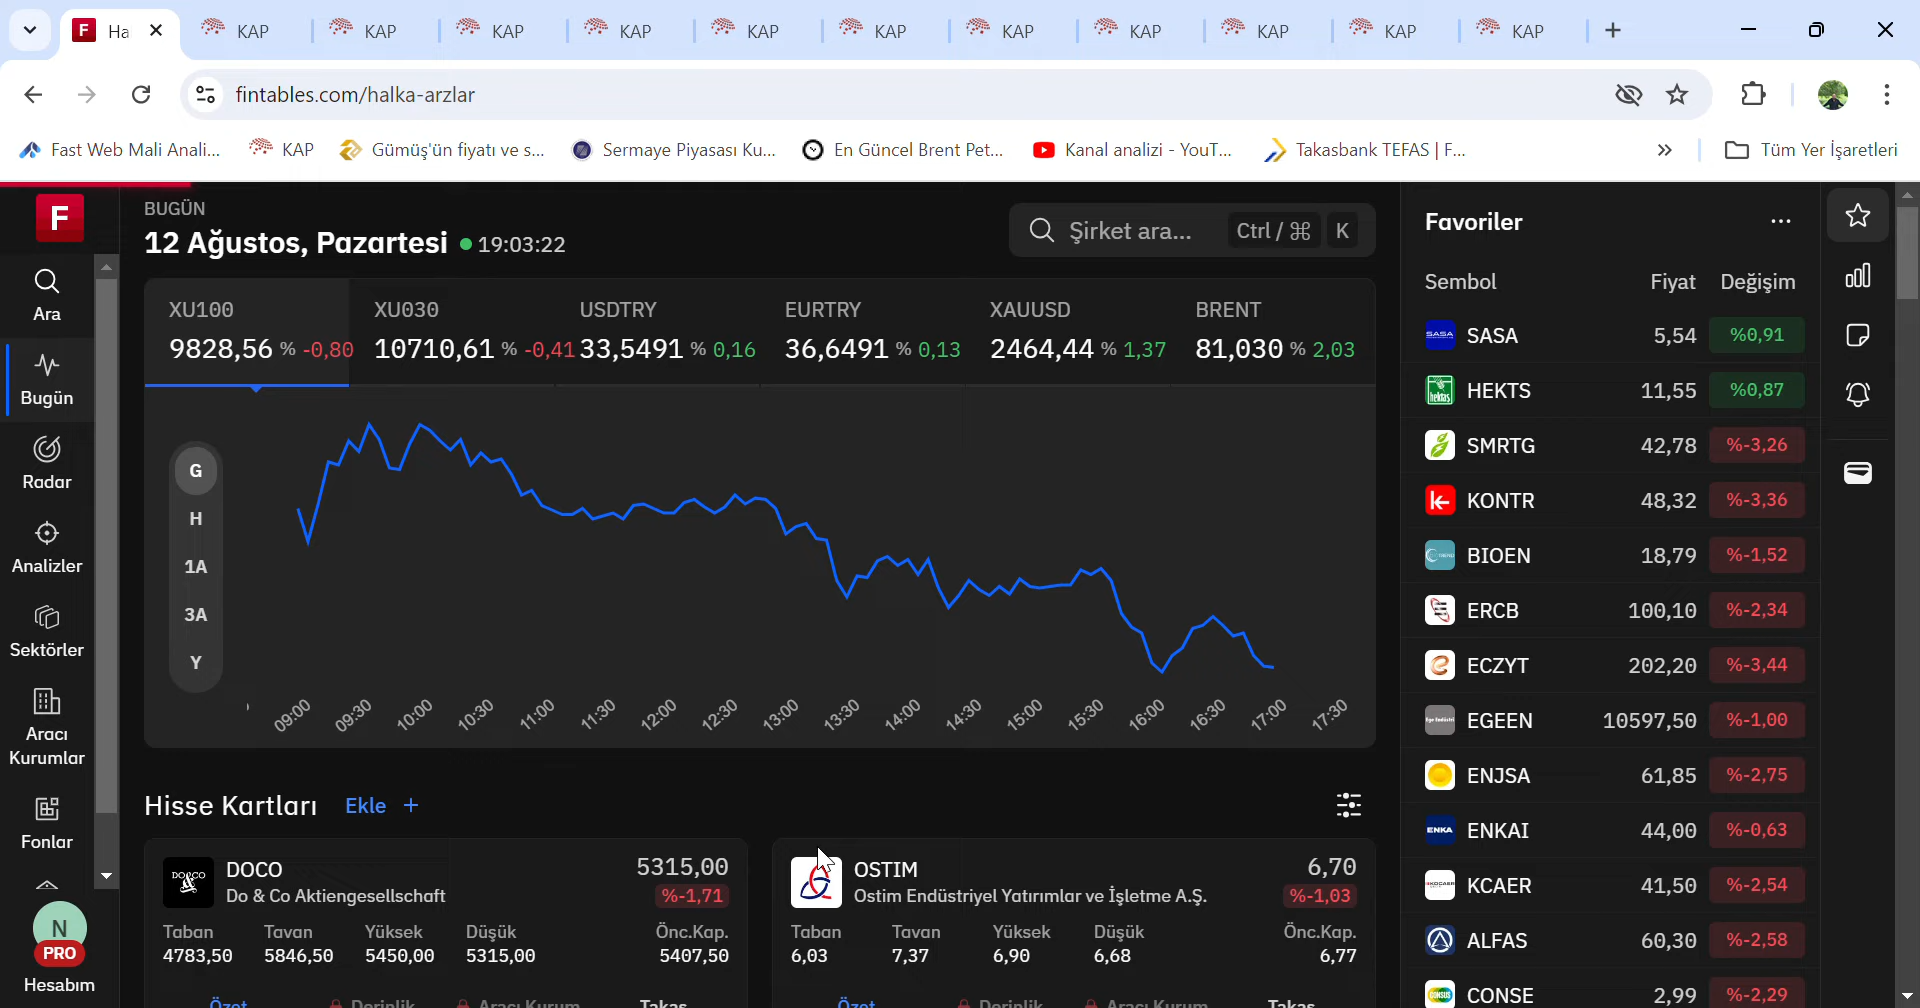 Ha
KAP
KAP
KAP
KAP
KAP
KAP
KAP
KAP
KAP
KAP
KAP
fintables.com/halka-arzlar
Fast Web Mali Anali...
KAP
Gümüş'ün fiyatı ve s...
Sermaye Piyasası Ku...
En Güncel Brent Pet...
Kanal analizi - YouT...
Takasbank TEFAS | F...
»
Tüm Yer İşaretleri
F
Ara
Bugün
Radar
Analizler
Sektörler
Aracı
Kurumlar
Fonlar
N
PRO
Hesabım
BUGÜN
12 Ağustos, Pazartesi 19:03:22
Şirket ara... Ctrl / ⌘ K
XU100
9828,56 % -0,80
XU030
10710,61 % -0,41
USDTRY
33,5491 % 0,16
EURTRY
36,6491 % 0,13
XAUUSD
2464,44 % 1,37
BRENT
81,030 % 2,03
G
H
1A
3A
Y
09:00 09:30 10:00 10:30 11:00 11:30 12:00 12:30 13:00 13:30 14:00 14:30 15:00 15:30 16:00 16:30 17:00 17:30
Hisse Kartları Ekle +
DOCO 5315,00
Do & Co Aktiengesellschaft %-1,71
Taban Tavan Yüksek Düşük Önc.Kap.
4783,50 5846,50 5450,00 5315,00 5407,50
Özet Derinlik Aracı Kurum Takas
OSTIM 6,70
Ostim Endüstriyel Yatırımlar ve İşletme A.Ş. %-1,03
Taban Tavan Yüksek Düşük Önc.Kap.
6,03 7,37 6,90 6,68 6,77
Özet Derinlik Aracı Kurum Takas
Favoriler
Sembol Fiyat Değişim
SASA 5,54 %0,91
HEKTS 11,55 %0,87
SMRTG 42,78 %-3,26
KONTR 48,32 %-3,36
BIOEN 18,79 %-1,52
ERCB 100,10 %-2,34
ECZYT 202,20 %-3,44
EGEEN 10597,50 %-1,00
ENJSA 61,85 %-2,75
ENKAI 44,00 %-0,63
KCAER 41,50 %-2,54
ALFAS 60,30 %-2,58
CONSE 2,99 %-2,29